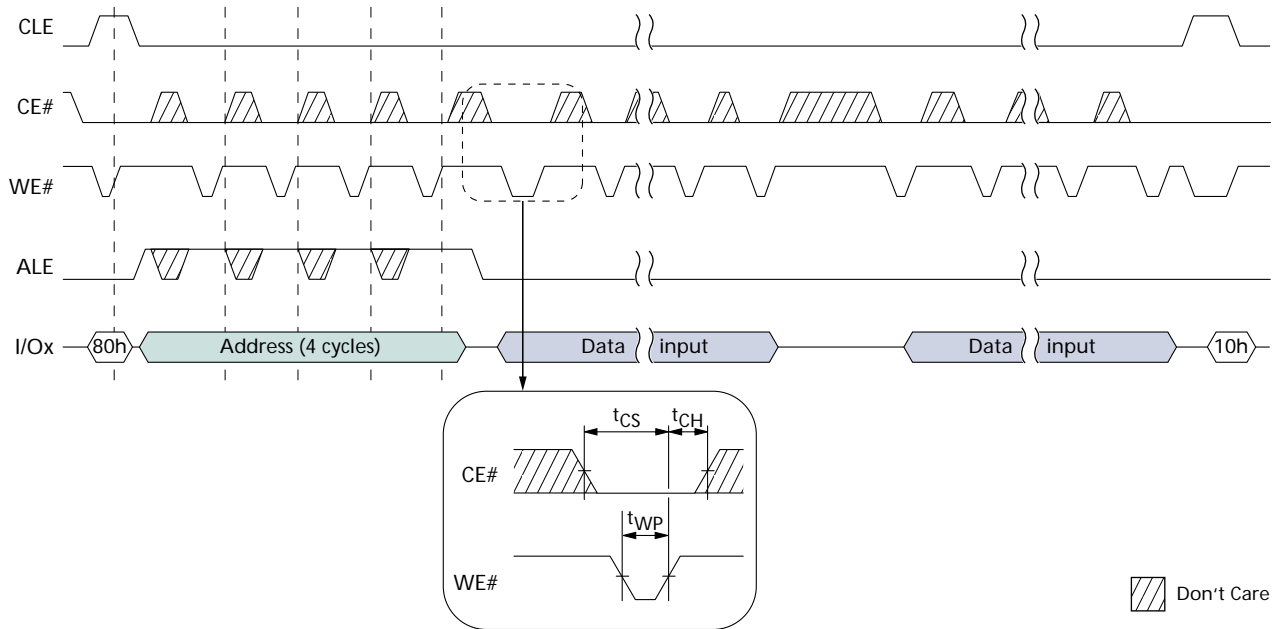 CLE
CE#
WE#
ALE
I/Ox
80h
Address (4 cycles)
Data input
Data input
10h
tCS
tCH
CE#
tWP
WE#
Don't Care